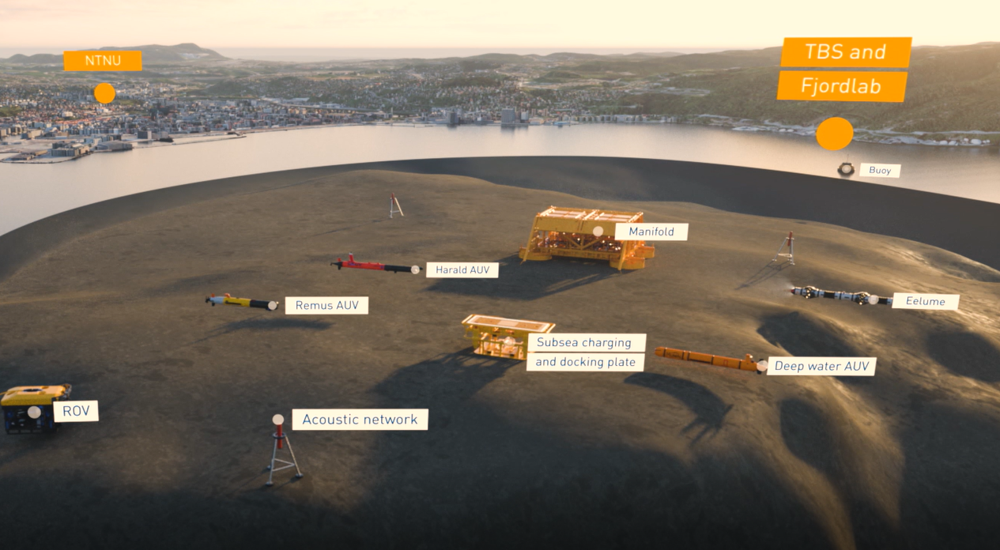 NTNU
TBS and
Fjordlab
Buoy
Manifold
Harald AUV
Remus AUV
Eelume
Subsea charging
and docking plate
Deep water AUV
ROV
Acoustic network